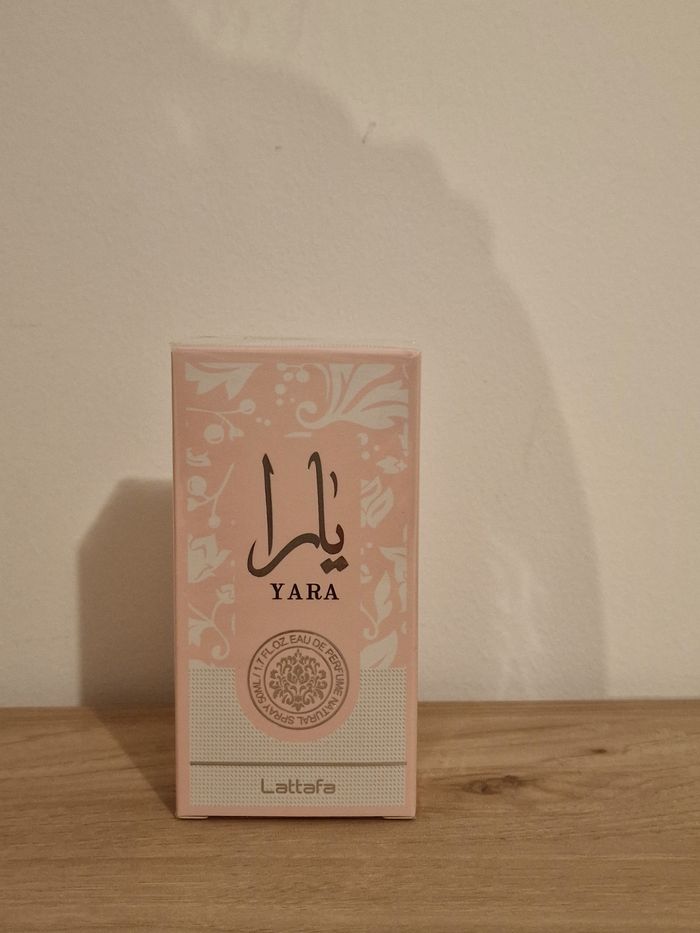 يارا
YARA
50ML / 1.7 FL.OZ. EAU DE PERFUME NATURAL SPRAY
Lattafa